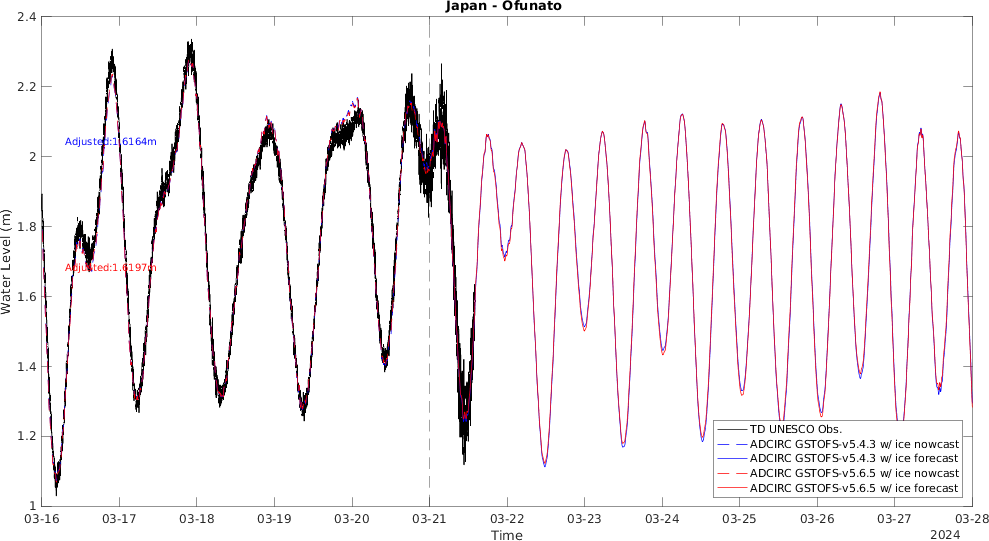 Japan - Ofunato
2.4
2.2
2
1.8
1.6
1.4
1.2
1
Water Level (m)
Adjusted:1.6164m
Adjusted:1.6197m
TD UNESCO Obs.
ADCIRC GSTOFS-v5.4.3 w/ ice nowcast
ADCIRC GSTOFS-v5.4.3 w/ ice forecast
ADCIRC GSTOFS-v5.6.5 w/ ice nowcast
ADCIRC GSTOFS-v5.6.5 w/ ice forecast
03-16 03-17 03-18 03-19 03-20 03-21 03-22 03-23 03-24 03-25 03-26 03-27 03-28
Time
2024